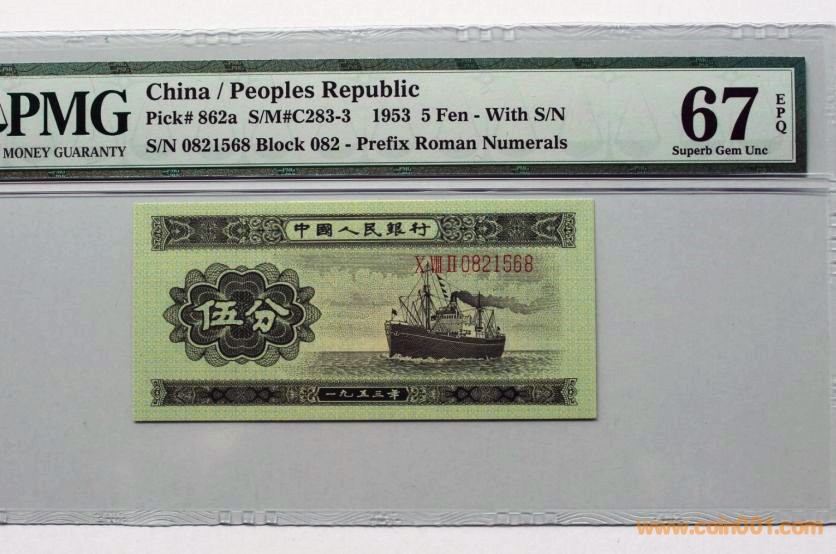 PMG
MONEY GUARANTY
China / Peoples Republic
Pick# 862a S/M#C283-3 1953 5 Fen - With S/N
S/N 0821568 Block 082 - Prefix Roman Numerals
67
EPQ
Superb Gem Unc
中國人民銀行
X VIII II 0821568
伍分
一九五三年
www.coin001.com